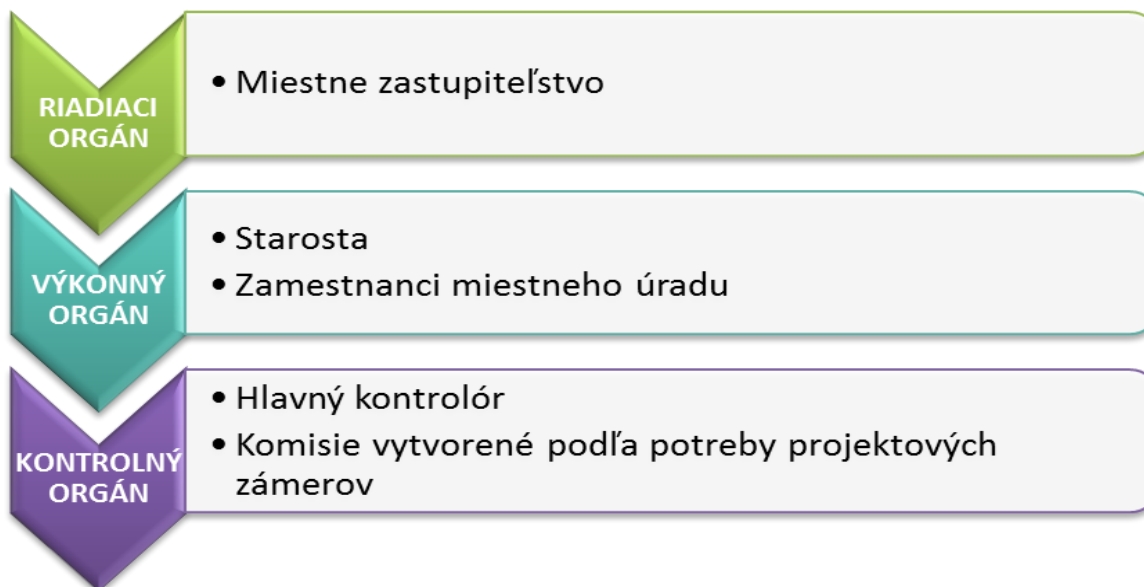 RIADIACI
ORGÁN
• Miestne zastupiteľstvo
VÝKONNÝ
ORGÁN
• Starosta
• Zamestnanci miestneho úradu
KONTROLNÝ
ORGÁN
• Hlavný kontrolór
• Komisie vytvorené podľa potreby projektových
zámerov